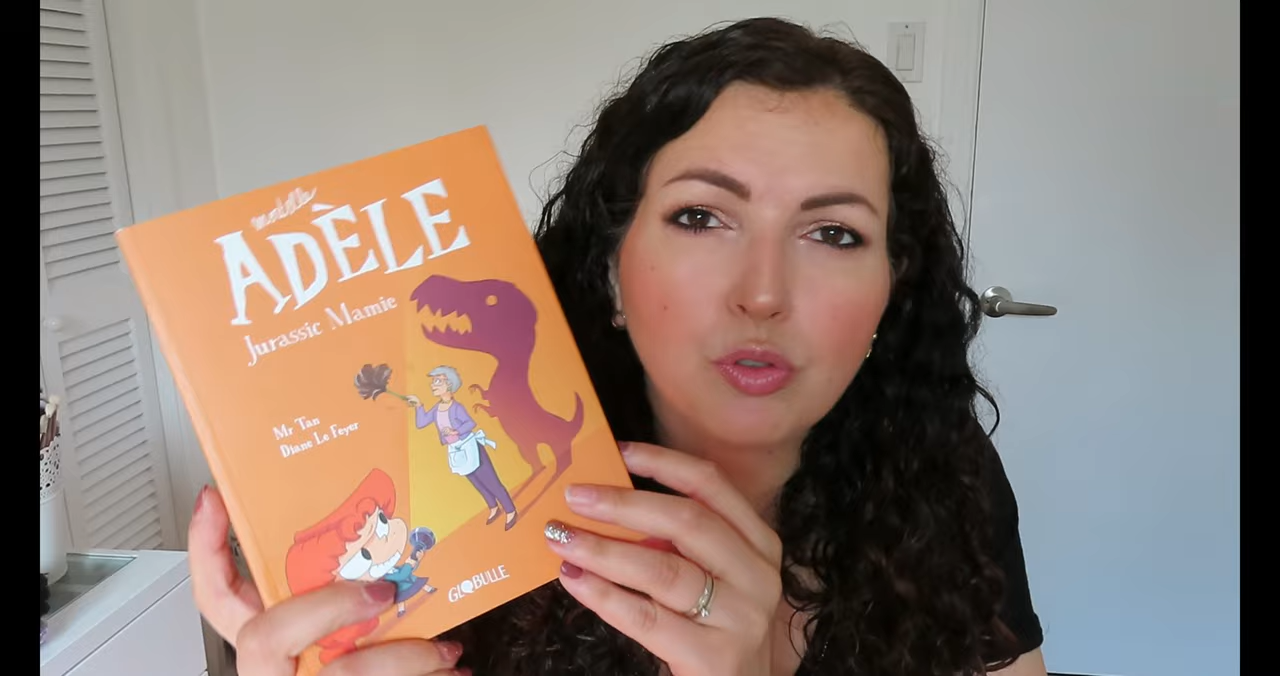 mortelle
ADÈLE
Jurassic Mamie
Mr Tan
Diane Le Feyer
GLOBULLE